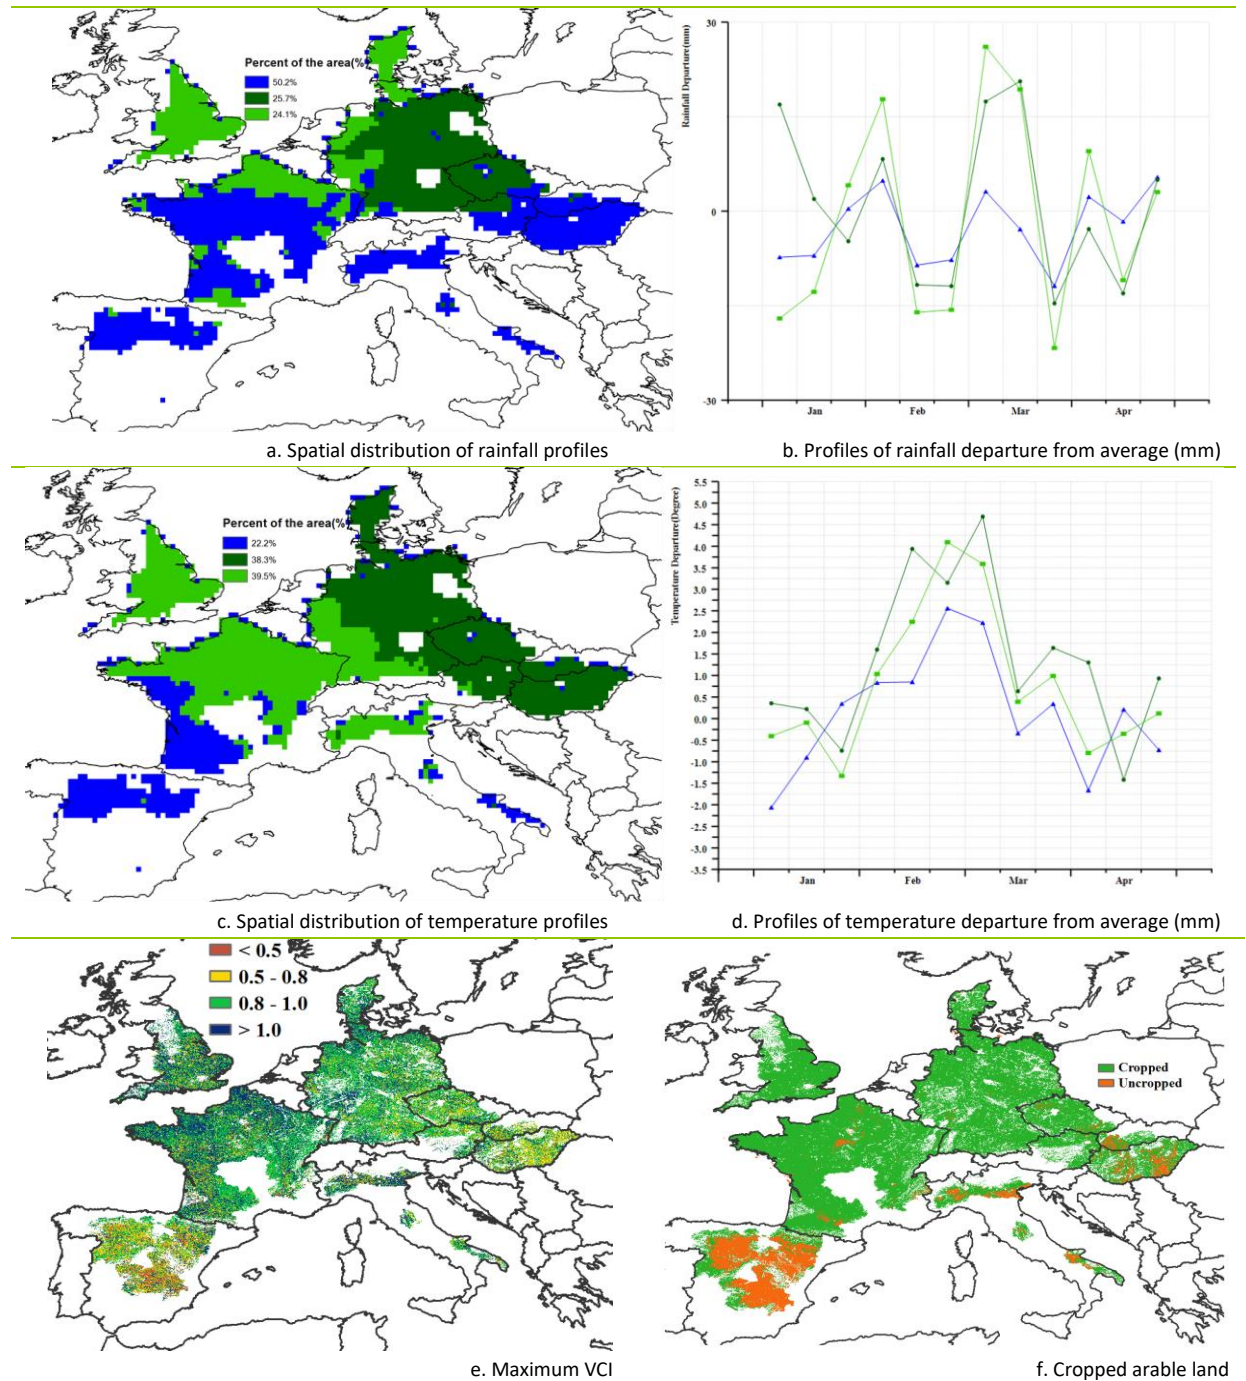 Percent of the area(%)
50.2%
25.7%
24.1%
30
0
-30
Rainfall Departure(mm)
Jan
Feb
Mar
Apr
a. Spatial distribution of rainfall profiles
b. Profiles of rainfall departure from average (mm)
Percent of the area(%)
22.2%
38.3%
39.5%
5.5
5.0
4.5
4.0
3.5
3.0
2.5
2.0
1.5
1.0
0.5
0.0
-0.5
-1.0
-1.5
-2.0
-2.5
-3.0
-3.5
Temperature Departure(Degree)
Jan
Feb
Mar
Apr
c. Spatial distribution of temperature profiles
d. Profiles of temperature departure from average (mm)
< 0.5
0.5 - 0.8
0.8 - 1.0
> 1.0
Cropped
Uncropped
e. Maximum VCI
f. Cropped arable land